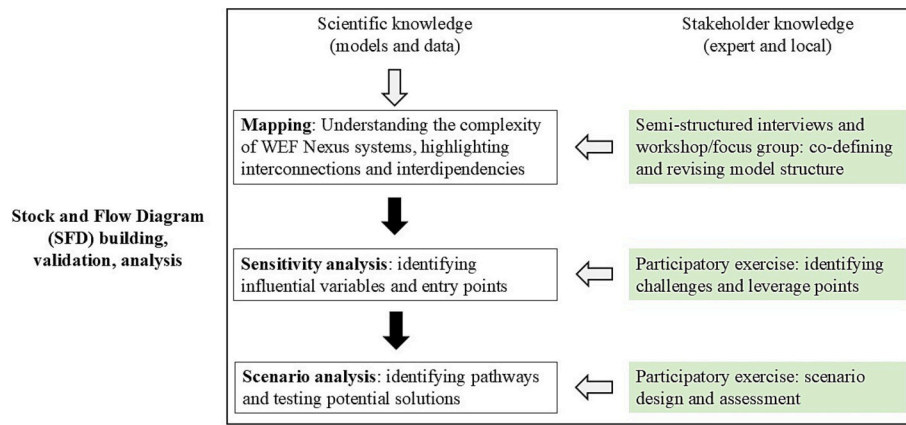 Scientific knowledge
(models and data)
Stakeholder knowledge
(expert and local)
Mapping: Understanding the complexity
of WEF Nexus systems, highlighting
interconnections and interdipendencies
Semi-structured interviews and
workshop/focus group: co-defining
and revising model structure
Stock and Flow Diagram
(SFD) building,
validation, analysis
Sensitivity analysis: identifying
influential variables and entry points
Participatory exercise: identifying
challenges and leverage points
Scenario analysis: identifying pathways
and testing potential solutions
Participatory exercise: scenario
design and assessment